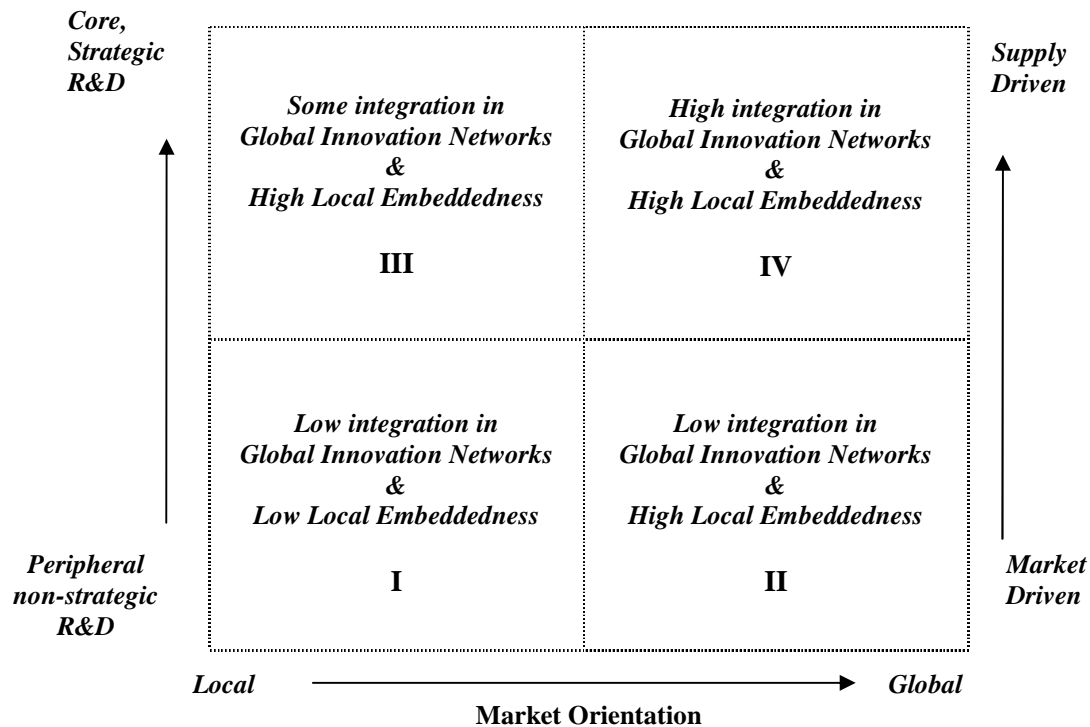 Core,
Strategic
R&D
Supply
Driven
Some integration in
Global Innovation Networks
&
High Local Embeddedness
III
High integration in
Global Innovation Networks
&
High Local Embeddedness
IV
Low integration in
Global Innovation Networks
&
Low Local Embeddedness
I
Low integration in
Global Innovation Networks
&
High Local Embeddedness
II
Peripheral
non-strategic
R&D
Market
Driven
Local
Global
Market Orientation